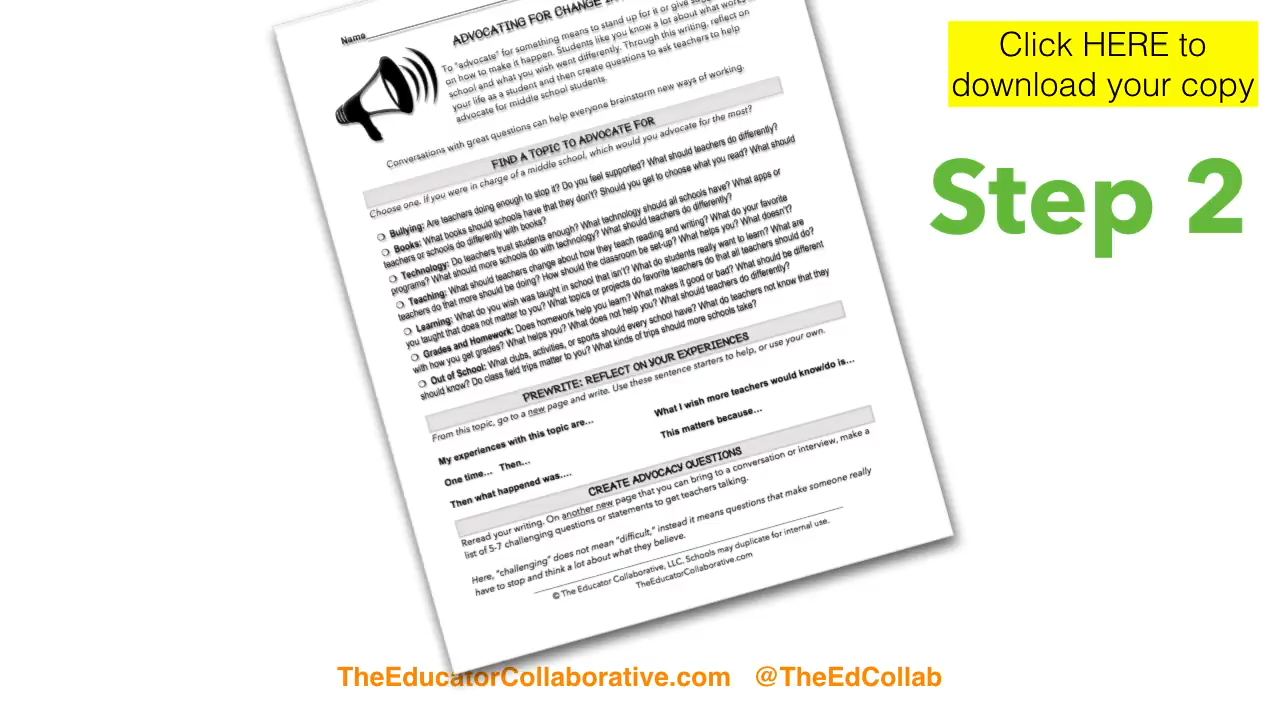 Name
ADVOCATING FOR CHANGE
To "advocate" for something means to stand up for it or give
on how to make it happen. Students like you know a lot about what works
school and what you wish went differently. Through this writing, reflect on
your life as a student and then create questions to ask teachers to help
advocate for middle school students.
Conversations with great questions can help everyone brainstorm new ways of working.
FIND A TOPIC TO ADVOCATE FOR
Choose one. If you were in charge of a middle school, which would you advocate for the most?
Bullying: Are teachers doing enough to stop it? Do you feel supported? What should teachers do differently?
Books: What books should schools have that they don't? Should you get to choose what you read? What should
teachers or schools do differently with books?
Technology: Do teachers trust students enough? What technology should all schools have? What apps or
programs? What should more schools do with technology? What should teachers do differently?
Teaching: What should teachers change about how they teach reading and writing? What do your favorite
teachers do that more should be doing? How should the classroom be set-up? What helps you? What doesn't?
Learning: What do you wish was taught in school that isn't? What do students really want to learn? What are
you taught that does not matter to you? What topics or projects do favorite teachers do that all teachers should do?
Grades and Homework: Does homework help you learn? What makes it good or bad? What should be different
with how you get grades? What helps you? What does not help you? What should teachers do differently?
Out of School: What clubs, activities, or sports should every school have? What do teachers not know that they
should know? Do class field trips matter to you? What kinds of trips should more schools take?
PREWRITE: REFLECT ON YOUR EXPERIENCES
From this topic, go to a new page and write. Use these sentence starters to help, or use your own.
My experiences with this topic are...
One time... Then...
Then what happened was....
What I wish more teachers would know/do is...
This matters because...
CREATE ADVOCACY QUESTIONS
Reread your writing. On another new page that you can bring to a conversation or interview, make a
list of 5-7 challenging questions or statements to get teachers talking.
Here, "challenging" does not mean "difficult," instead it means questions that make someone really
have to stop and think a lot about what they believe.
© The Educator Collaborative, LLC. Schools may duplicate for internal use.
TheEducatorCollaborative.com
Click HERE to
download your copy
Step 2
TheEducatorCollaborative.com @TheEdCollab